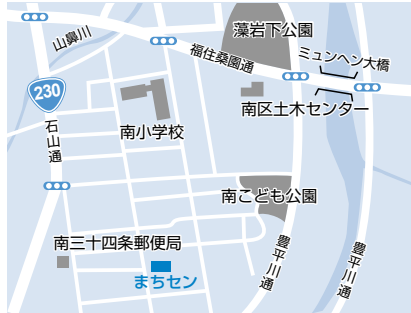 藻岩下公園
山鼻川
福住桑園通
ミュンヘン大橋
230
南区土木センター
石山通
南小学校
南こども公園
南三十四条郵便局
まちセン
豊平川通
豊平川通